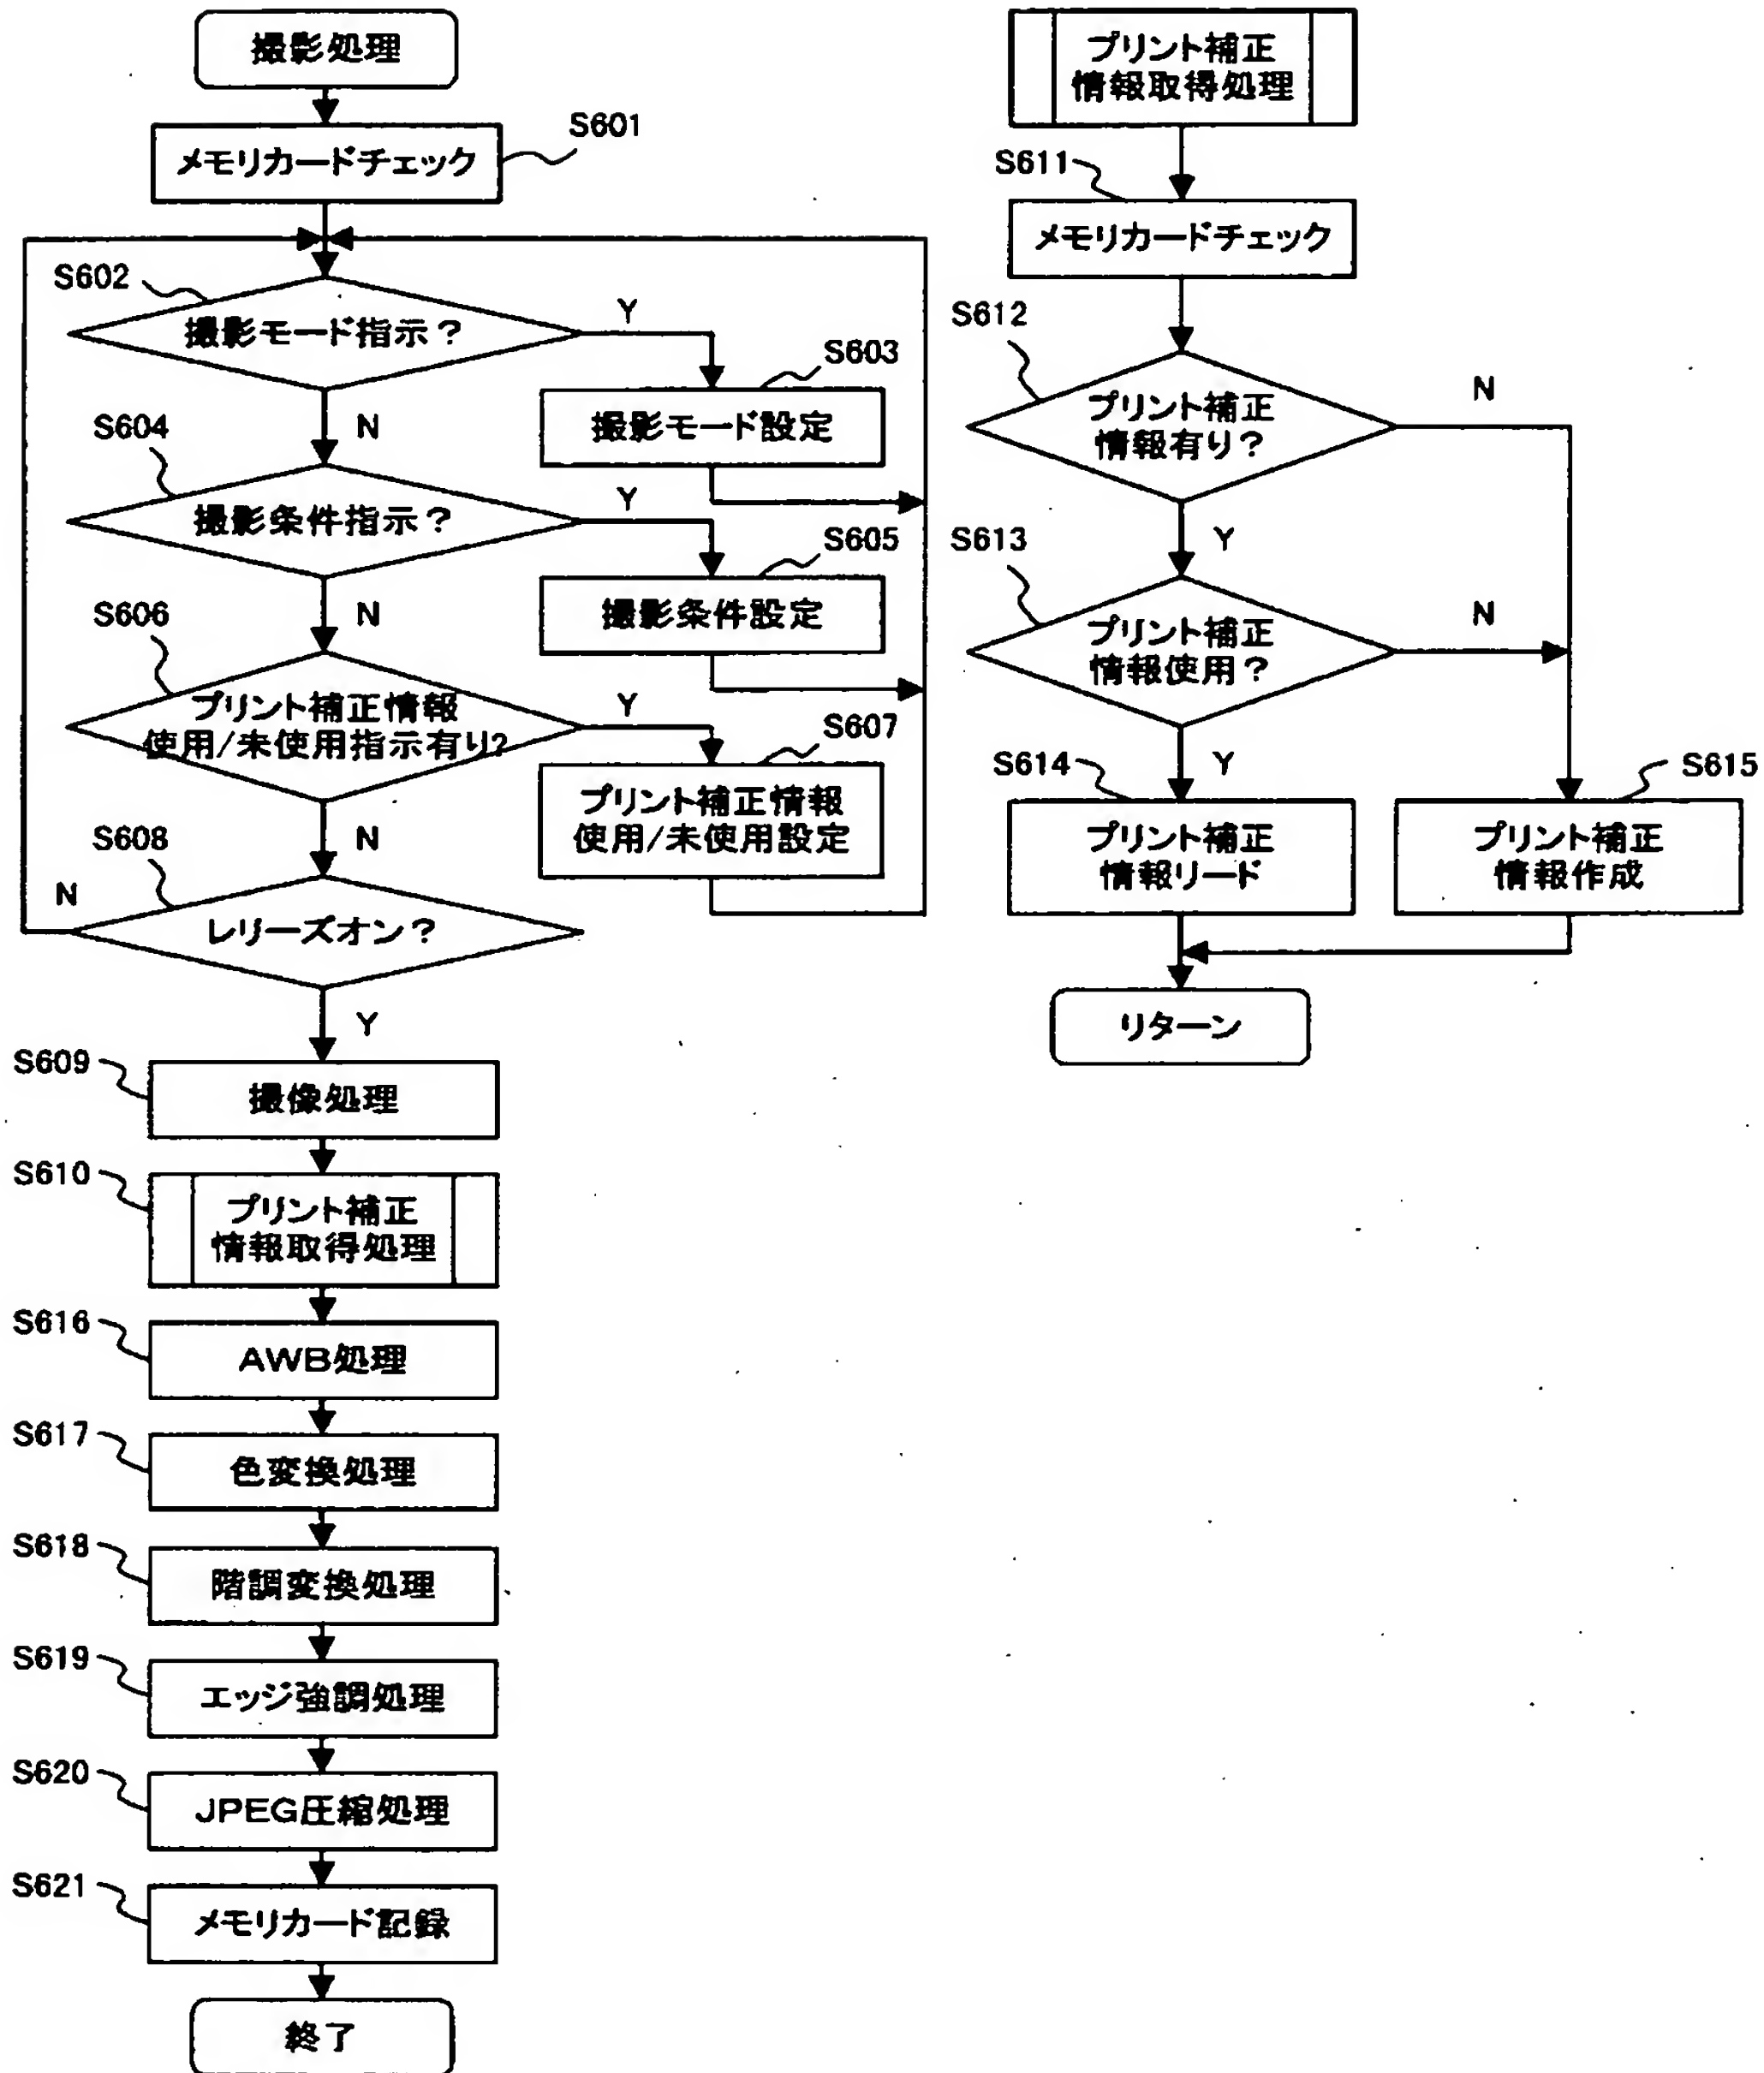 撮影処理
S601
メモリカードチェック
S602
撮影モード指示？
Y
N
S603
撮影モード設定
S604
撮影条件指示？
Y
N
S605
撮影条件設定
S606
プリント補正情報
使用/未使用指示有り?
Y
N
S607
プリント補正情報
使用/未使用設定
S608
レリーズオン？
N
Y
S609
撮像処理
S610
プリント補正
情報取得処理
S616
AWB処理
S617
色変換処理
S618
階調変換処理
S619
エッジ強調処理
S620
JPEG圧縮処理
S621
メモリカード記録
終了
プリント補正
情報取得処理
S611
メモリカードチェック
S612
プリント補正
情報有り？
N
Y
S613
プリント補正
情報使用？
N
Y
S614
プリント補正
情報リード
S615
プリント補正
情報作成
リターン